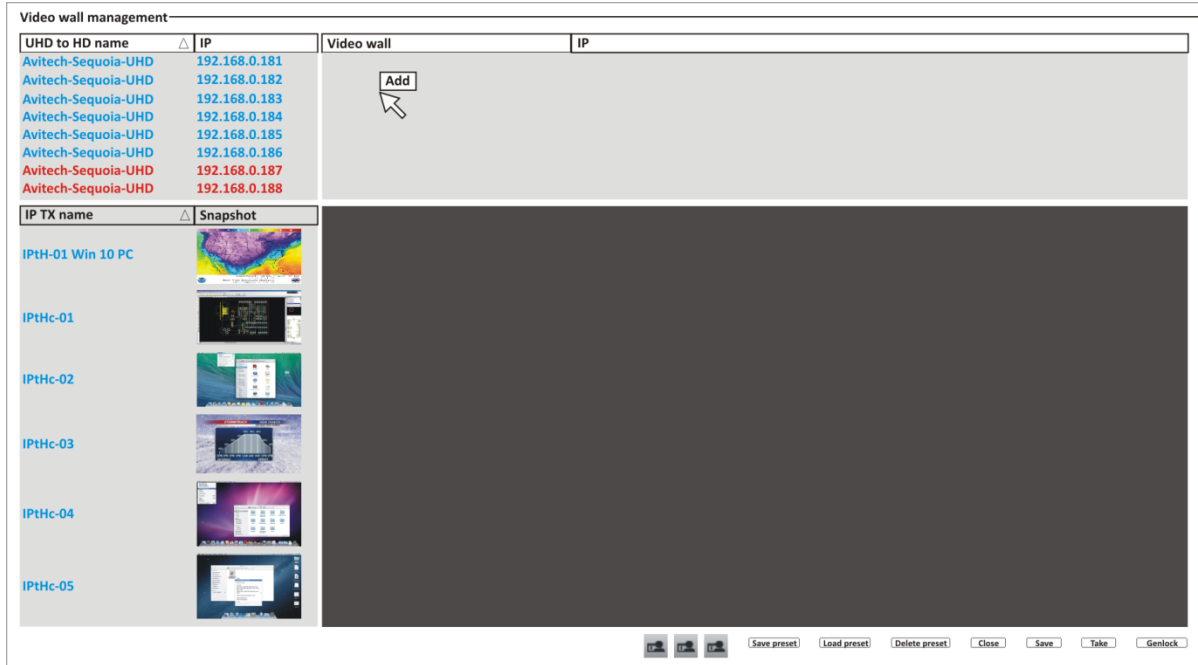 Video wall management
UHD to HD name △ IP
Video wall IP
Avitech-Sequoia-UHD 192.168.0.181
Avitech-Sequoia-UHD 192.168.0.182
Avitech-Sequoia-UHD 192.168.0.183
Avitech-Sequoia-UHD 192.168.0.184
Avitech-Sequoia-UHD 192.168.0.185
Avitech-Sequoia-UHD 192.168.0.186
Avitech-Sequoia-UHD 192.168.0.187
Avitech-Sequoia-UHD 192.168.0.188
Add
IP TX name △ Snapshot
IPtH-01 Win 10 PC
IPtHc-01
IPtHc-02
IPtHc-03
IPtHc-04
IPtHc-05
Save preset Load preset Delete preset Close Save Take Genlock